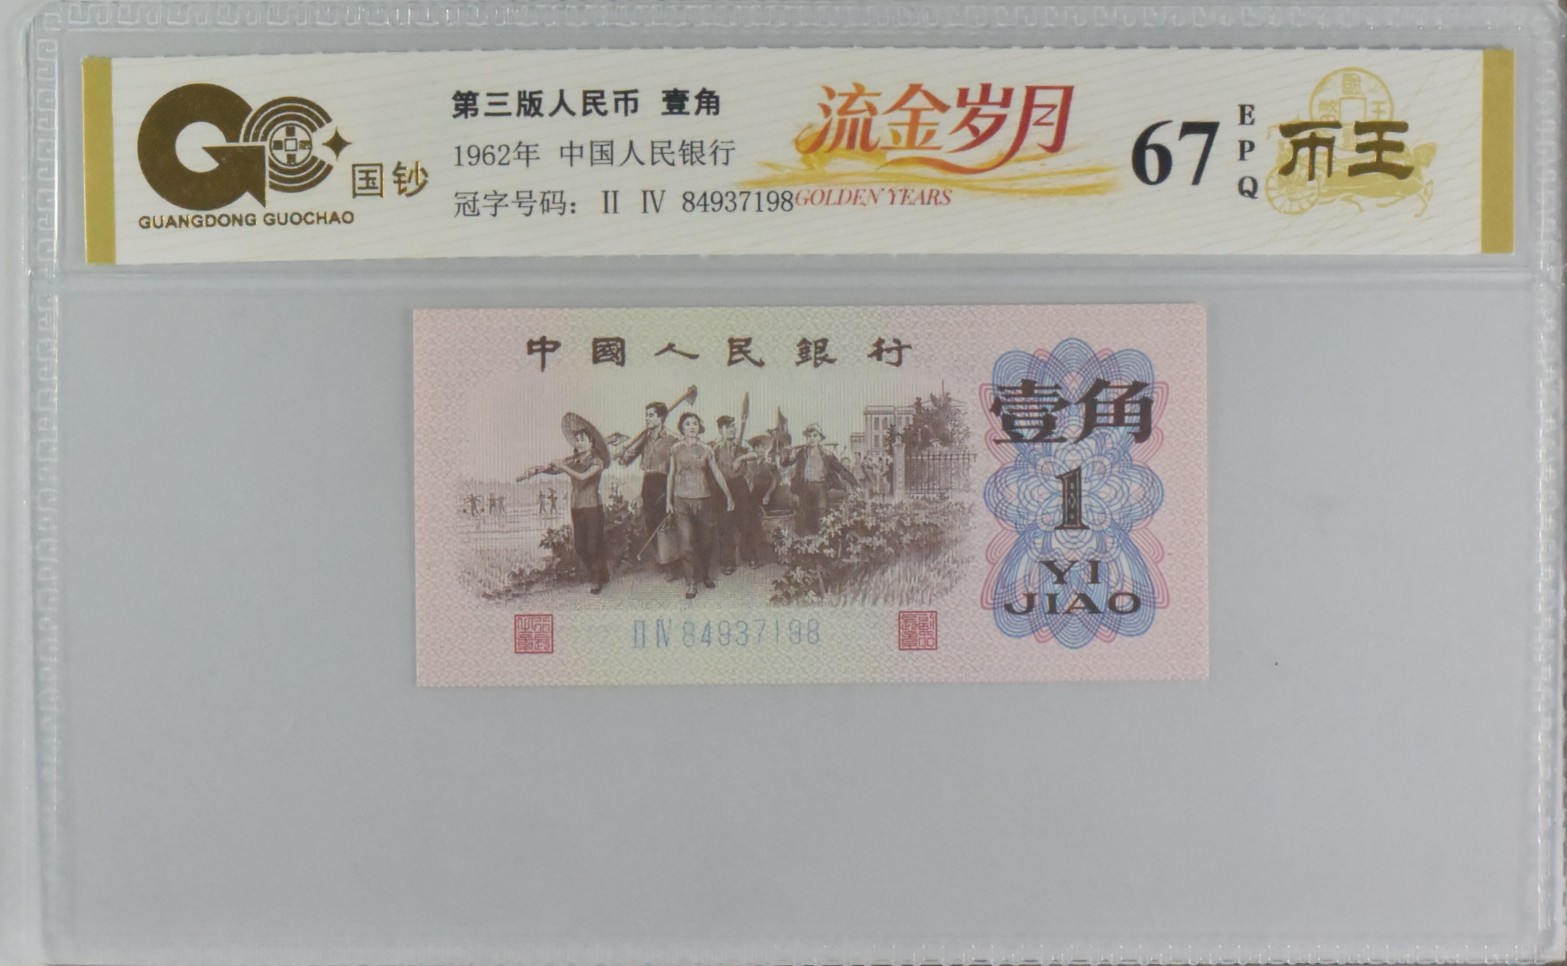 第三版人民币 壹角
1962年 中国人民银行
冠字号码: II IV 84937198
国钞
GUANGDONG GUOCHAO
流金岁月
GOLDEN YEARS
67
EPQ
币王
中國人民銀行
壹角
1
YI
JIAO
II IV 84937198